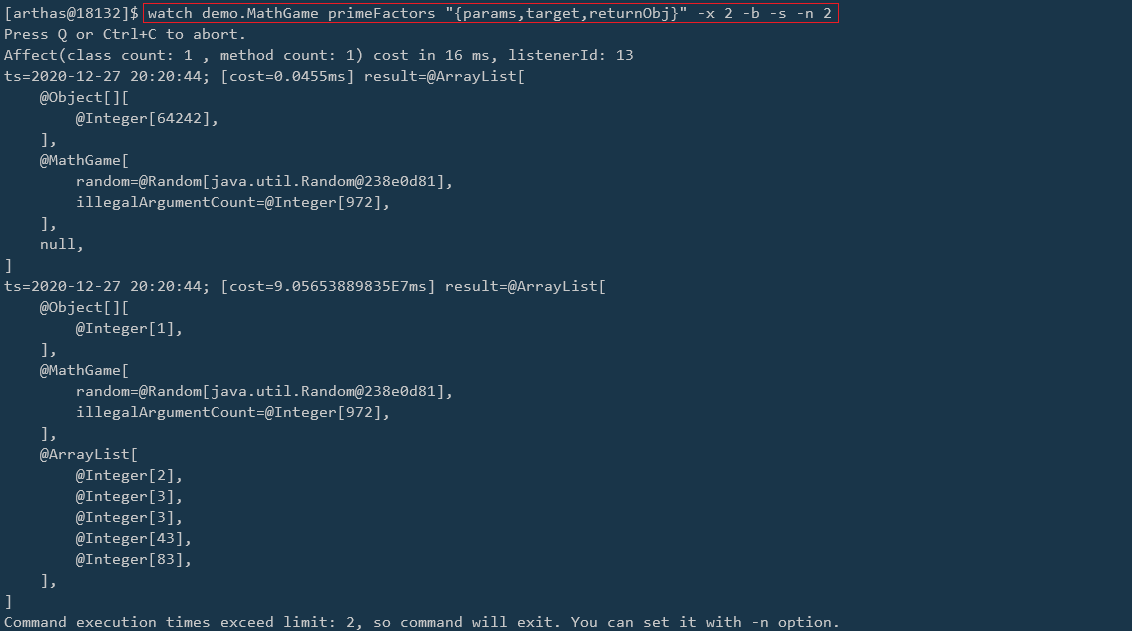 [arthas@18132]$ watch demo.MathGame primeFactors "{params,target,returnObj}" -x 2 -b -s -n 2
Press Q or Ctrl+C to abort.
Affect(class count: 1 , method count: 1) cost in 16 ms, listenerId: 13
ts=2020-12-27 20:20:44; [cost=0.0455ms] result=@ArrayList[
    @Object[][
        @Integer[64242],
    ],
    @MathGame[
        random=@Random[java.util.Random@238e0d81],
        illegalArgumentCount=@Integer[972],
    ],
    null,
]
ts=2020-12-27 20:20:44; [cost=9.05653889835E7ms] result=@ArrayList[
    @Object[][
        @Integer[1],
    ],
    @MathGame[
        random=@Random[java.util.Random@238e0d81],
        illegalArgumentCount=@Integer[972],
    ],
    @ArrayList[
        @Integer[2],
        @Integer[3],
        @Integer[3],
        @Integer[43],
        @Integer[83],
    ],
]
Command execution times exceed limit: 2, so command will exit. You can set it with -n option.